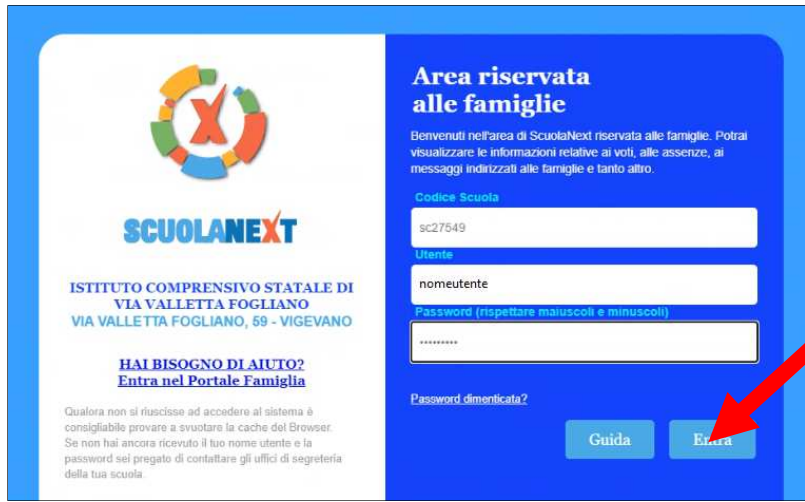 SCUOLANEXT
ISTITUTO COMPRENSIVO STATALE DI
VIA VALLETTA FOGLIANO
VIA VALLETTA FOGLIANO, 59 - VIGEVANO
HAI BISOGNO DI AIUTO?
Entra nel Portale Famiglia
Qualora non si riuscisse ad accedere al sistema è
consigliabile provare a svuotare la cache del Browser.
Se non hai ancora ricevuto il tuo nome utente e la
password sei pregato di contattare gli uffici di segreteria
della tua scuola.
Area riservata
alle famiglie
Benvenuti nell'area di ScuolaNext riservata alle famiglie. Potrai
visualizzare le informazioni relative ai voti, alle assenze, ai
messaggi indirizzati alle famiglie e tanto altro.
Codice Scuola
sc27549
Utente
nomeutente
Password (rispettare maiuscoli e minuscoli)
•••••••••
Password dimenticata?
Guida
Entra